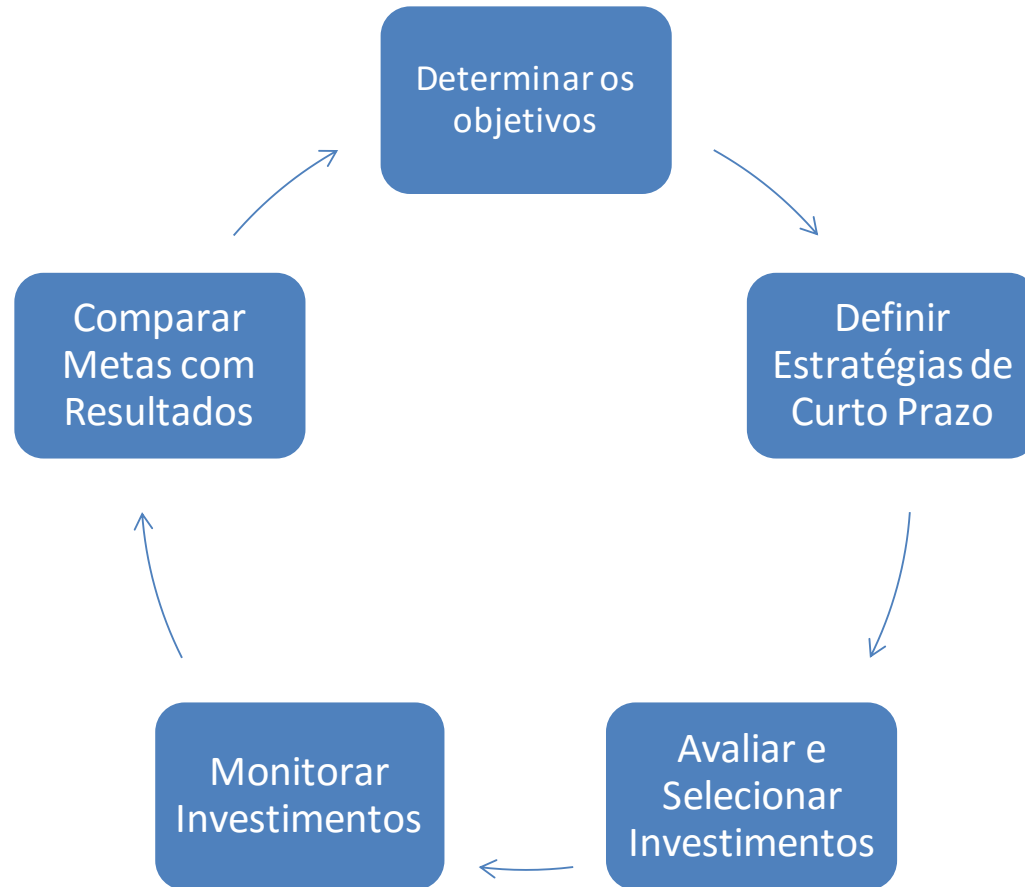 Determinar os
objetivos
Definir
Estratégias de
Curto Prazo
Avaliar e
Selecionar
Investimentos
Monitorar
Investimentos
Comparar
Metas com
Resultados